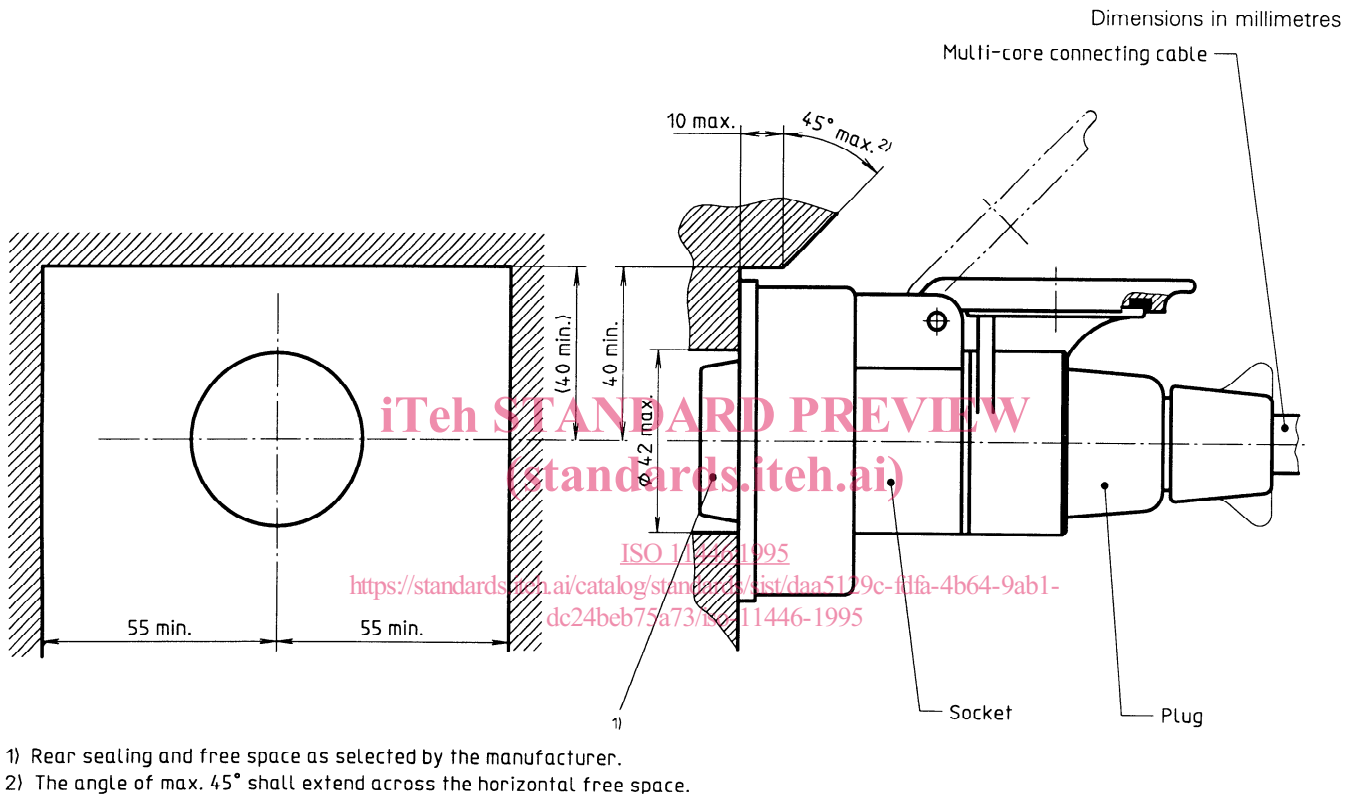 Dimensions in millimetres
Multi-core connecting cable
10 max.
45° max. 2)
(40 min.)
40 min.
Ø 42 max.
iTeh STANDARD PREVIEW
(standards.iteh.ai)
ISO 11446:1995
https://standards.iteh.ai/catalog/standards/sist/daa5129c-fdfa-4b64-9ab1-
dc24beb75a73/iso-11446-1995
55 min.
55 min.
Socket
Plug
1)
1) Rear sealing and free space as selected by the manufacturer.
2) The angle of max. 45° shall extend across the horizontal free space.